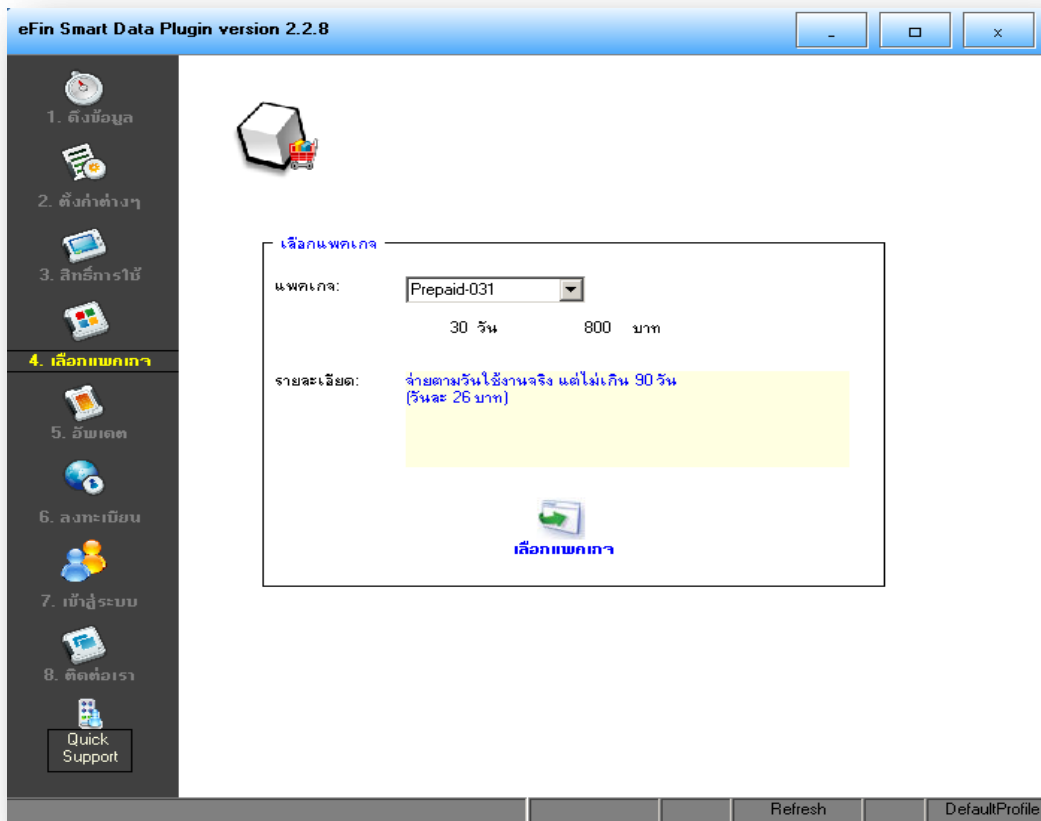 eFin Smart Data Plugin version 2.2.8
1. ดึงข้อมูล
2. ตั้งค่าต่างๆ
3. สิทธิ์การใช้
4. เลือกแพคเกจ
5. อัพเดต
6. ลงทะเบียน
7. เข้าสู่ระบบ
8. ติดต่อเรา
Quick
Support
เลือกแพคเกจ
แพคเกจ: Prepaid-031
30 วัน 800 บาท
รายละเอียด: จ่ายตามวันใช้งานจริง แต่ไม่เกิน 90 วัน
(วันละ 26 บาท)
เลือกแพคเกจ
Refresh DefaultProfile